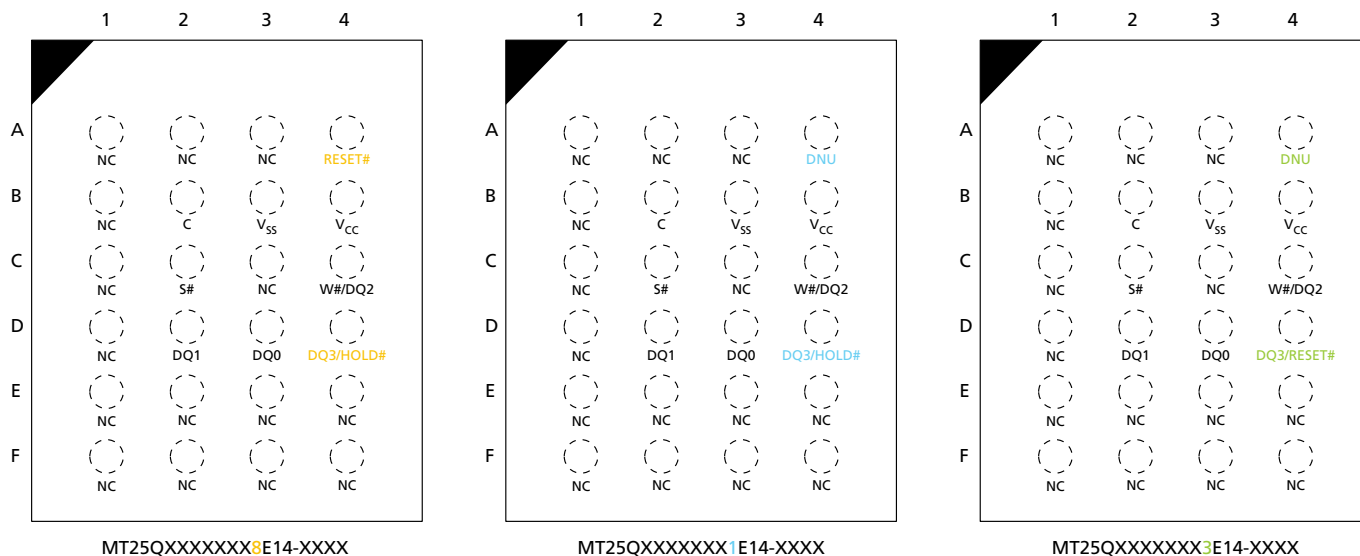 1 2 3 4 1 2 3 4 1 2 3 4
A A A
NC NC NC RESET# NC NC NC DNU NC NC NC DNU
B B B
NC C VSS VCC NC C VSS VCC NC C VSS VCC
C C C
NC S# NC W#/DQ2 NC S# NC W#/DQ2 NC S# NC W#/DQ2
D D D
NC DQ1 DQ0 DQ3/HOLD# NC DQ1 DQ0 DQ3/HOLD# NC DQ1 DQ0 DQ3/RESET#
E E E
NC NC NC NC NC NC NC NC NC NC NC NC
F F F
NC NC NC NC NC NC NC NC NC NC NC NC
MT25QXXXXXXX8E14-XXXX MT25QXXXXXXX1E14-XXXX MT25QXXXXXXX3E14-XXXX